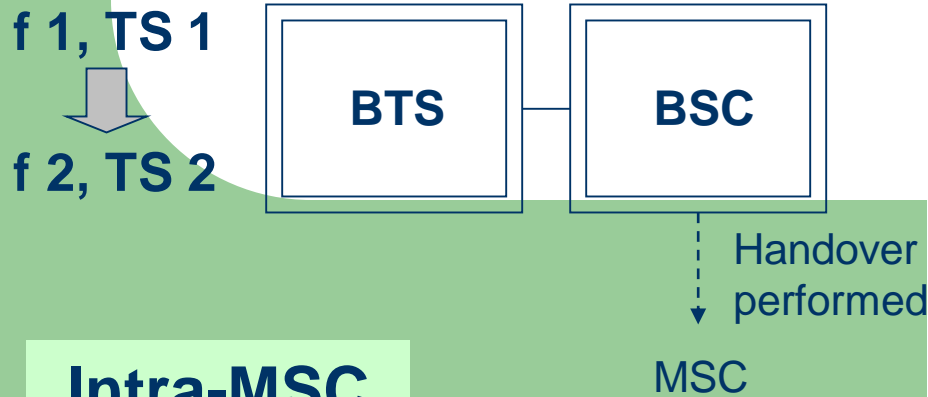 f 1, TS 1
BTS
BSC
f 2, TS 2
Handover
performed
MSC
Intra-MSC